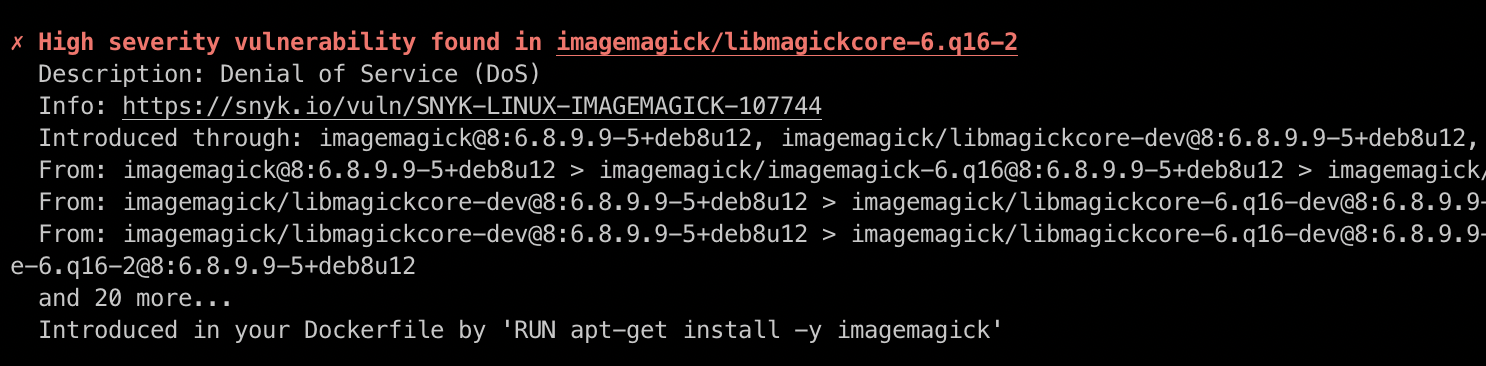 ✗ High severity vulnerability found in imagemagick/libmagickcore-6.q16-2
Description: Denial of Service (DoS)
Info: https://snyk.io/vuln/SNYK-LINUX-IMAGEMAGICK-107744
Introduced through: imagemagick@8:6.8.9.9-5+deb8u12, imagemagick/libmagickcore-dev@8:6.8.9.9-5+deb8u12,
From: imagemagick@8:6.8.9.9-5+deb8u12 > imagemagick/imagemagick-6.q16@8:6.8.9.9-5+deb8u12 > imagemagick/
From: imagemagick/libmagickcore-dev@8:6.8.9.9-5+deb8u12 > imagemagick/libmagickcore-6.q16-dev@8:6.8.9.9-
From: imagemagick/libmagickcore-dev@8:6.8.9.9-5+deb8u12 > imagemagick/libmagickcore-6.q16-dev@8:6.8.9.9-
e-6.q16-2@8:6.8.9.9-5+deb8u12
and 20 more...
Introduced in your Dockerfile by 'RUN apt-get install -y imagemagick'